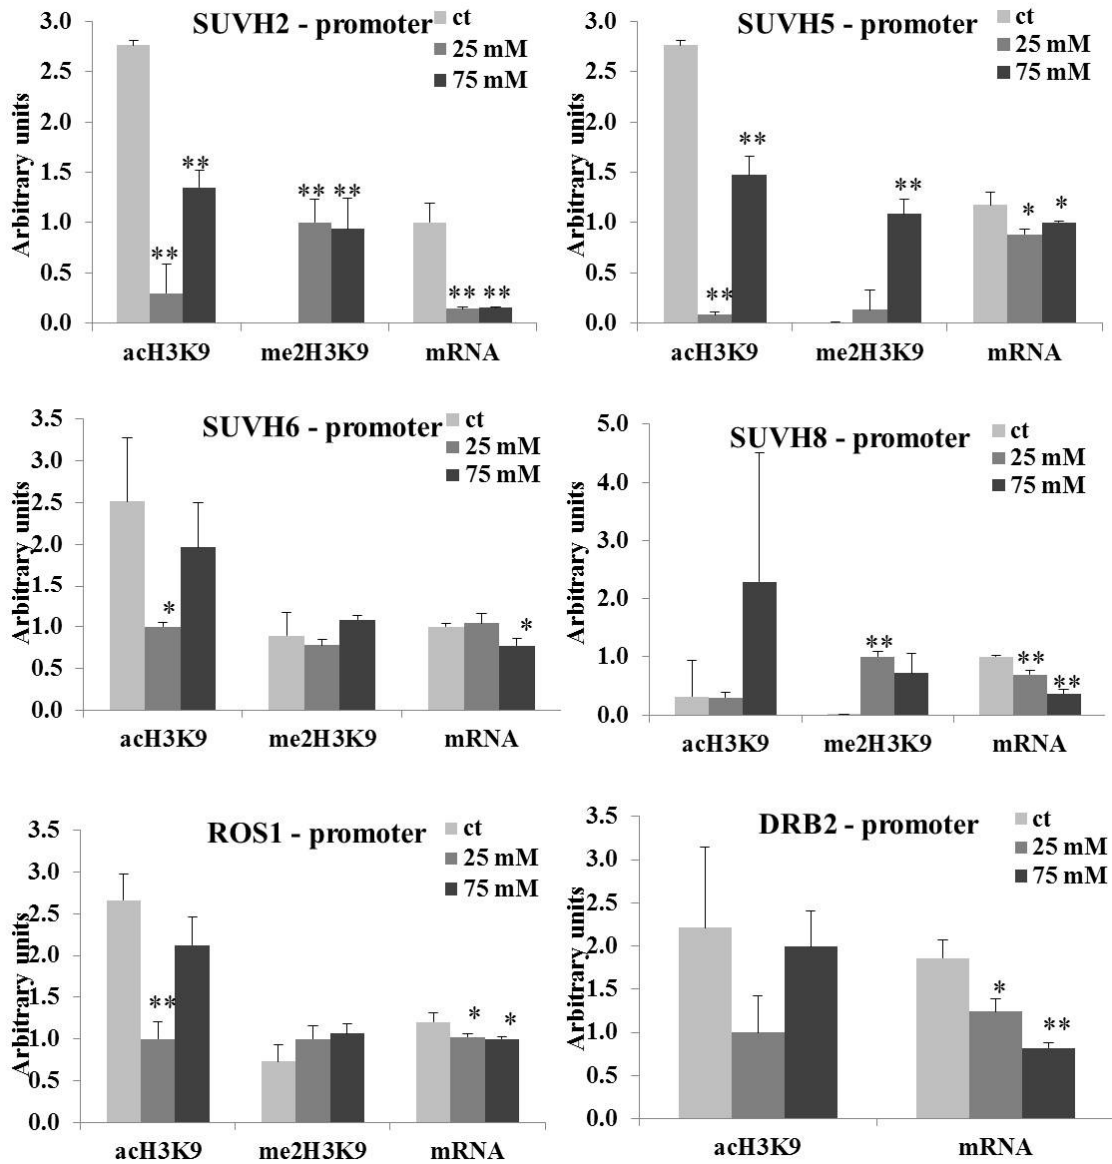 SUVH2 - promoter
ct
25 mM
75 mM
Arbitrary units
3.0
2.5
2.0
1.5
1.0
0.5
0.0
** ** ** ** ** **
acH3K9 me2H3K9 mRNA
SUVH5 - promoter
ct
25 mM
75 mM
Arbitrary units
3.0
2.5
2.0
1.5
1.0
0.5
0.0
** ** ** * *
acH3K9 me2H3K9 mRNA
SUVH6 - promoter
ct
25 mM
75 mM
Arbitrary units
3.5
3.0
2.5
2.0
1.5
1.0
0.5
0.0
* *
acH3K9 me2H3K9 mRNA
SUVH8 - promoter
ct
25 mM
75 mM
Arbitrary units
5.0
4.0
3.0
2.0
1.0
0.0
** ** **
acH3K9 me2H3K9 mRNA
ROS1 - promoter
ct
25 mM
75 mM
Arbitrary units
3.5
3.0
2.5
2.0
1.5
1.0
0.5
0.0
** * *
acH3K9 me2H3K9 mRNA
DRB2 - promoter
ct
25 mM
75 mM
Arbitrary units
3.5
3.0
2.5
2.0
1.5
1.0
0.5
0.0
* **
acH3K9 mRNA